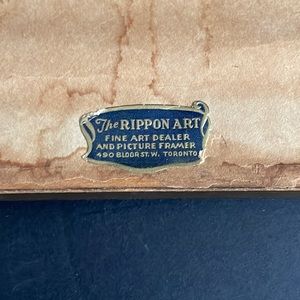 The RIPPON ART
FINE ART DEALER
AND PICTURE FRAMER
490 BLOOR ST. W. TORONTO